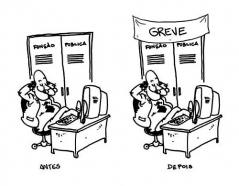 GREVE
FUNÇÃO PÚBLICA
FUNÇÃO PÚBLICA
ANTES
DEPOIS